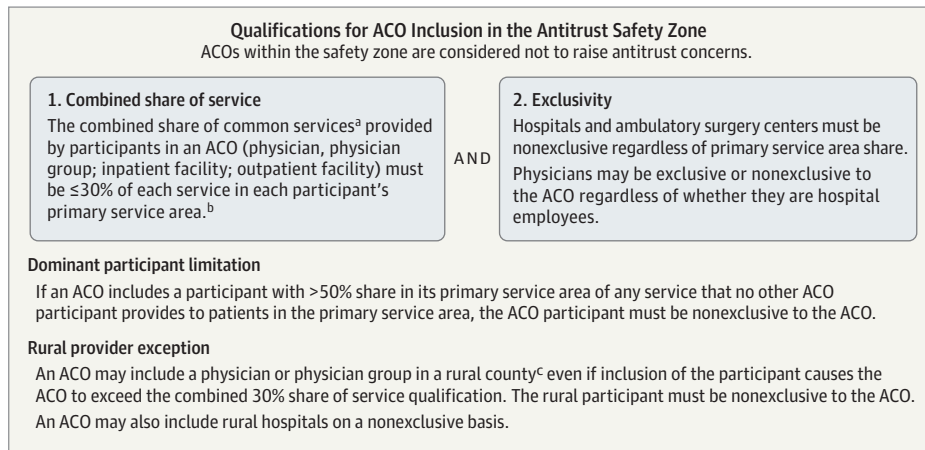 Qualifications for ACO Inclusion in the Antitrust Safety Zone
ACOs within the safety zone are considered not to raise antitrust concerns.
1. Combined share of service
The combined share of common servicesᵃ provided
by participants in an ACO (physician, physician
group; inpatient facility; outpatient facility) must
be ≤30% of each service in each participant's
primary service area.ᵇ
AND
2. Exclusivity
Hospitals and ambulatory surgery centers must be
nonexclusive regardless of primary service area share.
Physicians may be exclusive or nonexclusive to
the ACO regardless of whether they are hospital
employees.
Dominant participant limitation
If an ACO includes a participant with >50% share in its primary service area of any service that no other ACO
participant provides to patients in the primary service area, the ACO participant must be nonexclusive to the ACO.
Rural provider exception
An ACO may include a physician or physician group in a rural countyᶜ even if inclusion of the participant causes the
ACO to exceed the combined 30% share of service qualification. The rural participant must be nonexclusive to the ACO.
An ACO may also include rural hospitals on a nonexclusive basis.